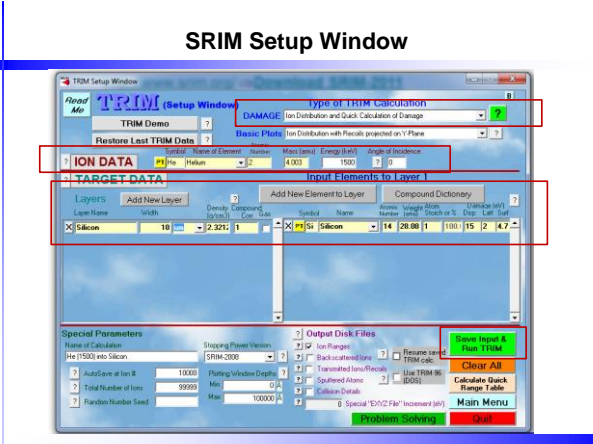 SRIM Setup Window
TRIM Setup Window
Read Me
TRIM (Setup Window)
Type of TRIM Calculation
B
DAMAGE Ion Distribution and Quick Calculation of Damage ?
TRIM Demo ?
Restore Last TRIM Data ?
Basic Plots Ion Distribution with Recoils projected on Y-Plane ?
Symbol Name of Element Atomic Number Mass (amu) Energy (keV) Angle of Incidence
? ION DATA PT He Helium 2 4.003 1500 ? 0
? TARGET DATA
Input Elements to Layer 1
Layers Add New Layer ?
Add New Element to Layer Compound Dictionary ?
Layer Name Width Density (g/cm3) Compound Corr Gas
Symbol Name Atomic Number Weight (amu) Atom Stoich or % Damage (eV) Disp Latt Surf
X Silicon 10 um 2.3212 1
X PT Si Silicon 14 28.08 1 100. 15 2 4.7
Special Parameters
Name of Calculation Stopping Power Version
He (1500) into Silicon SRIM-2008 ?
? AutoSave at Ion # 10000
? Total Number of Ions 99999
? Random Number Seed
Plotting Window Depths ?
Min 0 Å
Max 100000 Å
? Output Disk Files
? Ion Ranges
? Backscattered Ions
? Transmitted Ions/Recoils
? Sputtered Atoms
? Collision Details
0 Special "EXYZ File" Increment (eV)
? Resume saved TRIM calc.
? Use TRIM-96 (DOS)
Save Input & Run TRIM
Clear All
Calculate Quick Range Table
Main Menu
Problem Solving
Quit